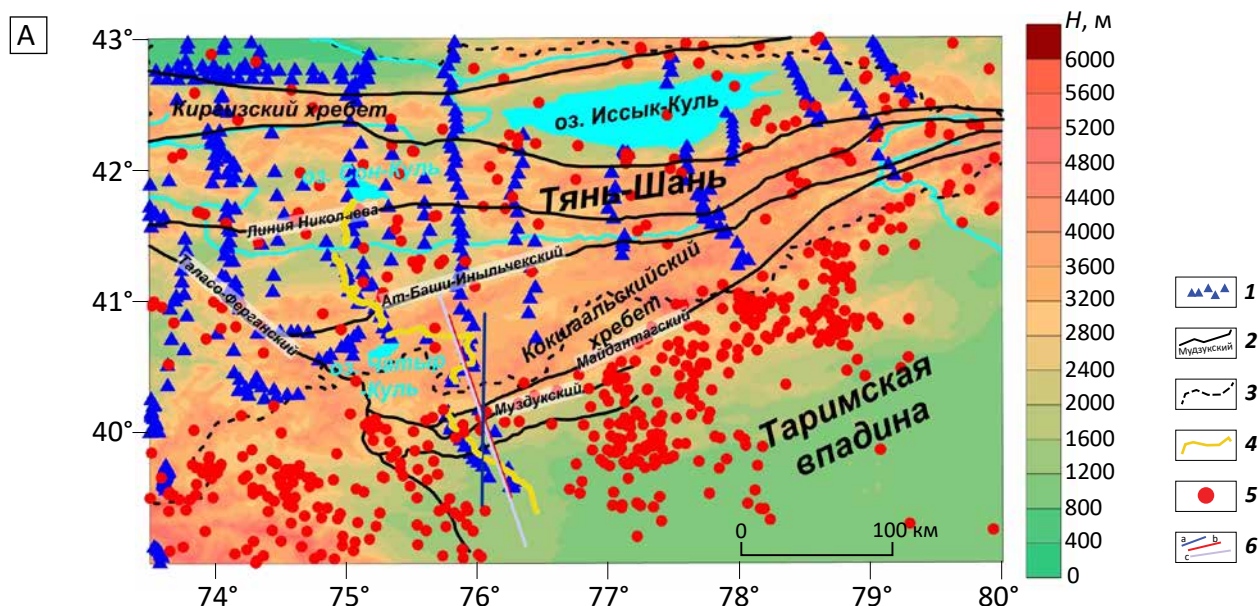 А
H, м
43°
42°
41°
40°
Киргизский хребет
оз. Иссык-Куль
оз. Сон-Куль
Тянь-Шань
Линия Николаева
Таласо-Ферганский
Ат-Баши-Иныльчекский
Кокшаальский
хребет
Майдантагский
оз. Чатыр
Куль
Муздукский
Таримская
впадина
0 100 км
74° 75° 76° 77° 78° 79° 80°
6000
5600
5200
4800
4400
4000
3600
3200
2800
2400
2000
1600
1200
800
400
0
1
Мудзукский 2
3
4
5
a b 6
c